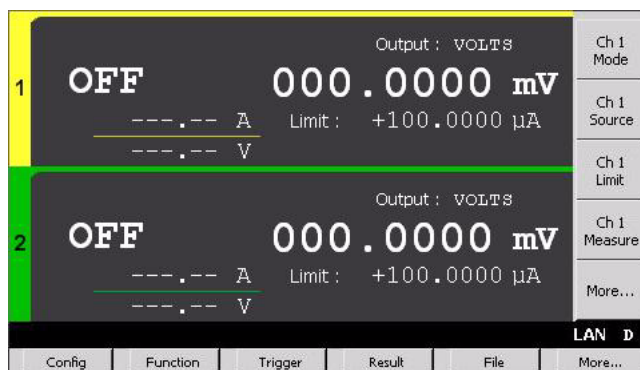 1
Output : VOLTS
OFF
000.0000 mV
---.-- A
Limit : +100.0000 µA
---.-- V
2
Output : VOLTS
OFF
000.0000 mV
---.-- A
Limit : +100.0000 µA
---.-- V
Ch 1
Mode
Ch 1
Source
Ch 1
Limit
Ch 1
Measure
More...
LAN D
Config Function Trigger Result File More...